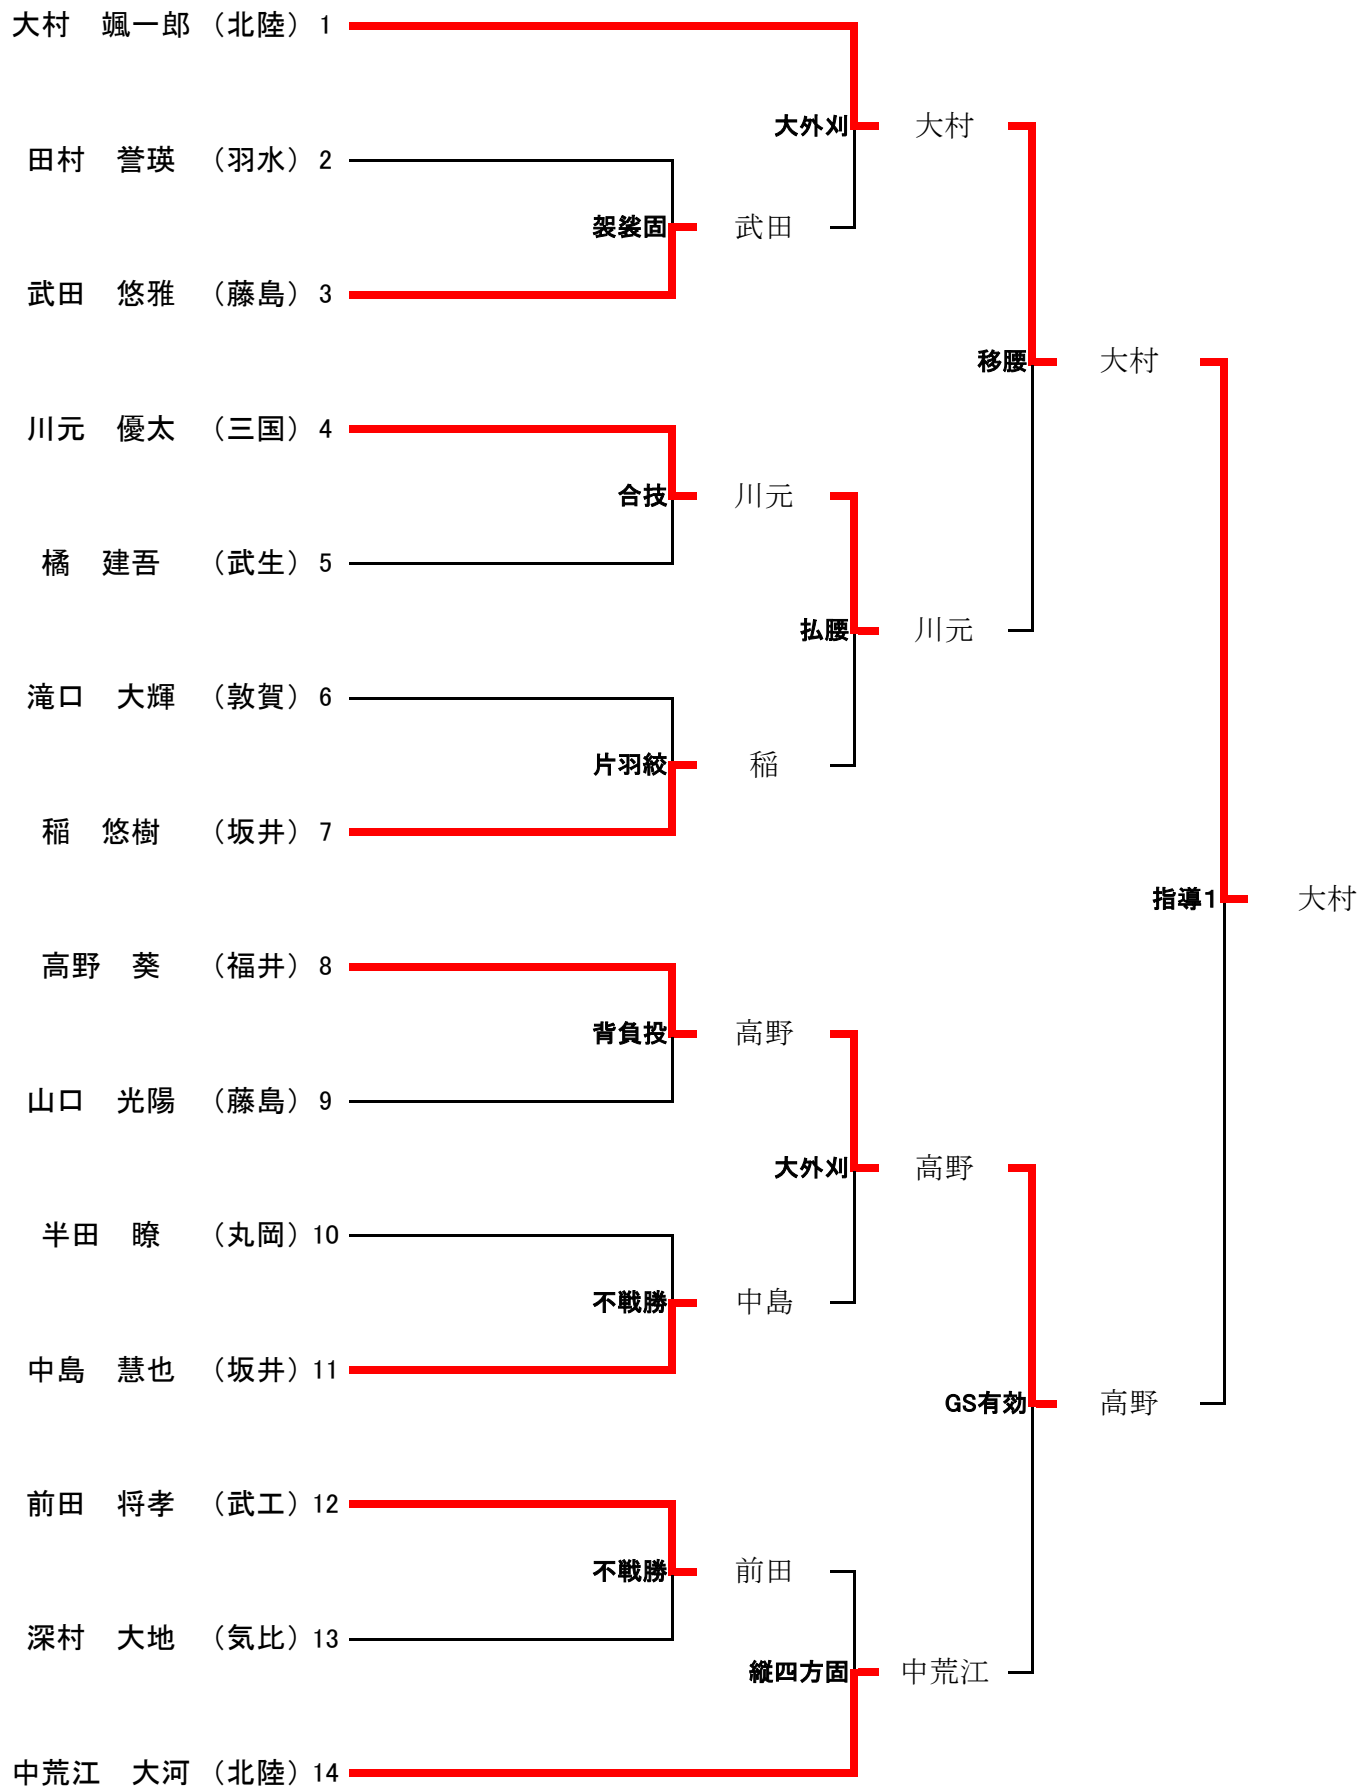 大村　颯一郎（北陸） 1
大外刈　大村
田村　誉瑛　（羽水） 2
袈裟固　武田
武田　悠雅　（藤島） 3
移腰　大村
川元　優太　（三国） 4
合技　川元
橘　建吾　（武生） 5
払腰　川元
滝口　大輝　（敦賀） 6
片羽絞　稲
稲　悠樹　（坂井） 7
指導1　大村
高野　葵　（福井） 8
背負投　高野
山口　光陽　（藤島） 9
大外刈　高野
半田　瞭　（丸岡） 10
不戦勝　中島
中島　慧也　（坂井） 11
GS有効　高野
前田　将孝　（武工） 12
不戦勝　前田
深村　大地　（気比） 13
縦四方固　中荒江
中荒江　大河（北陸） 14